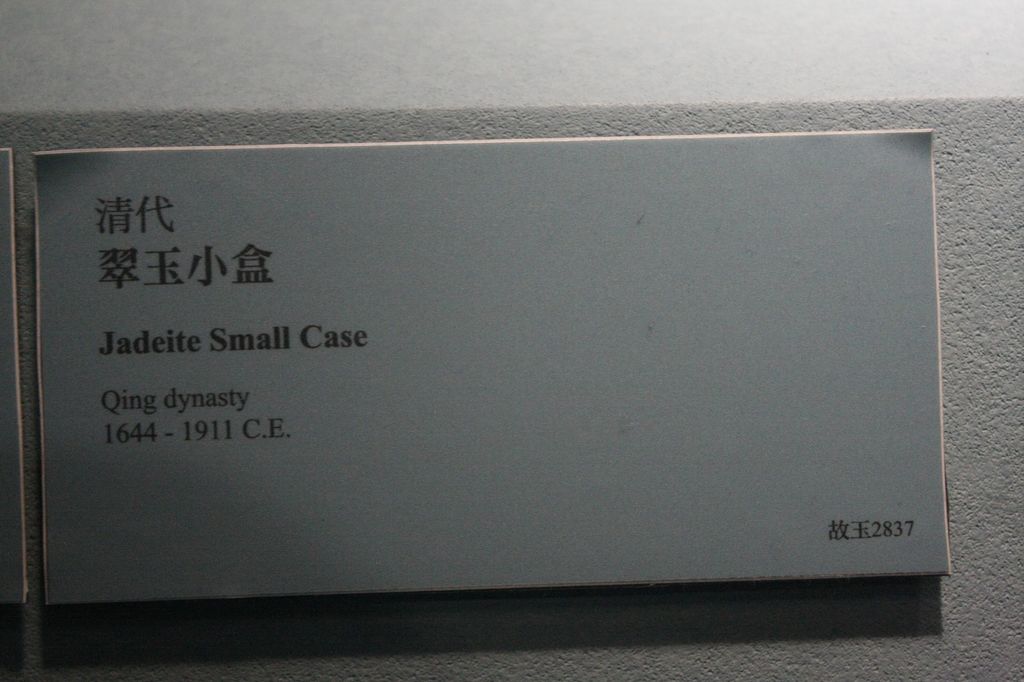 清代
翠玉小盒
Jadeite Small Case
Qing dynasty
1644 - 1911 C.E.
故玉2837